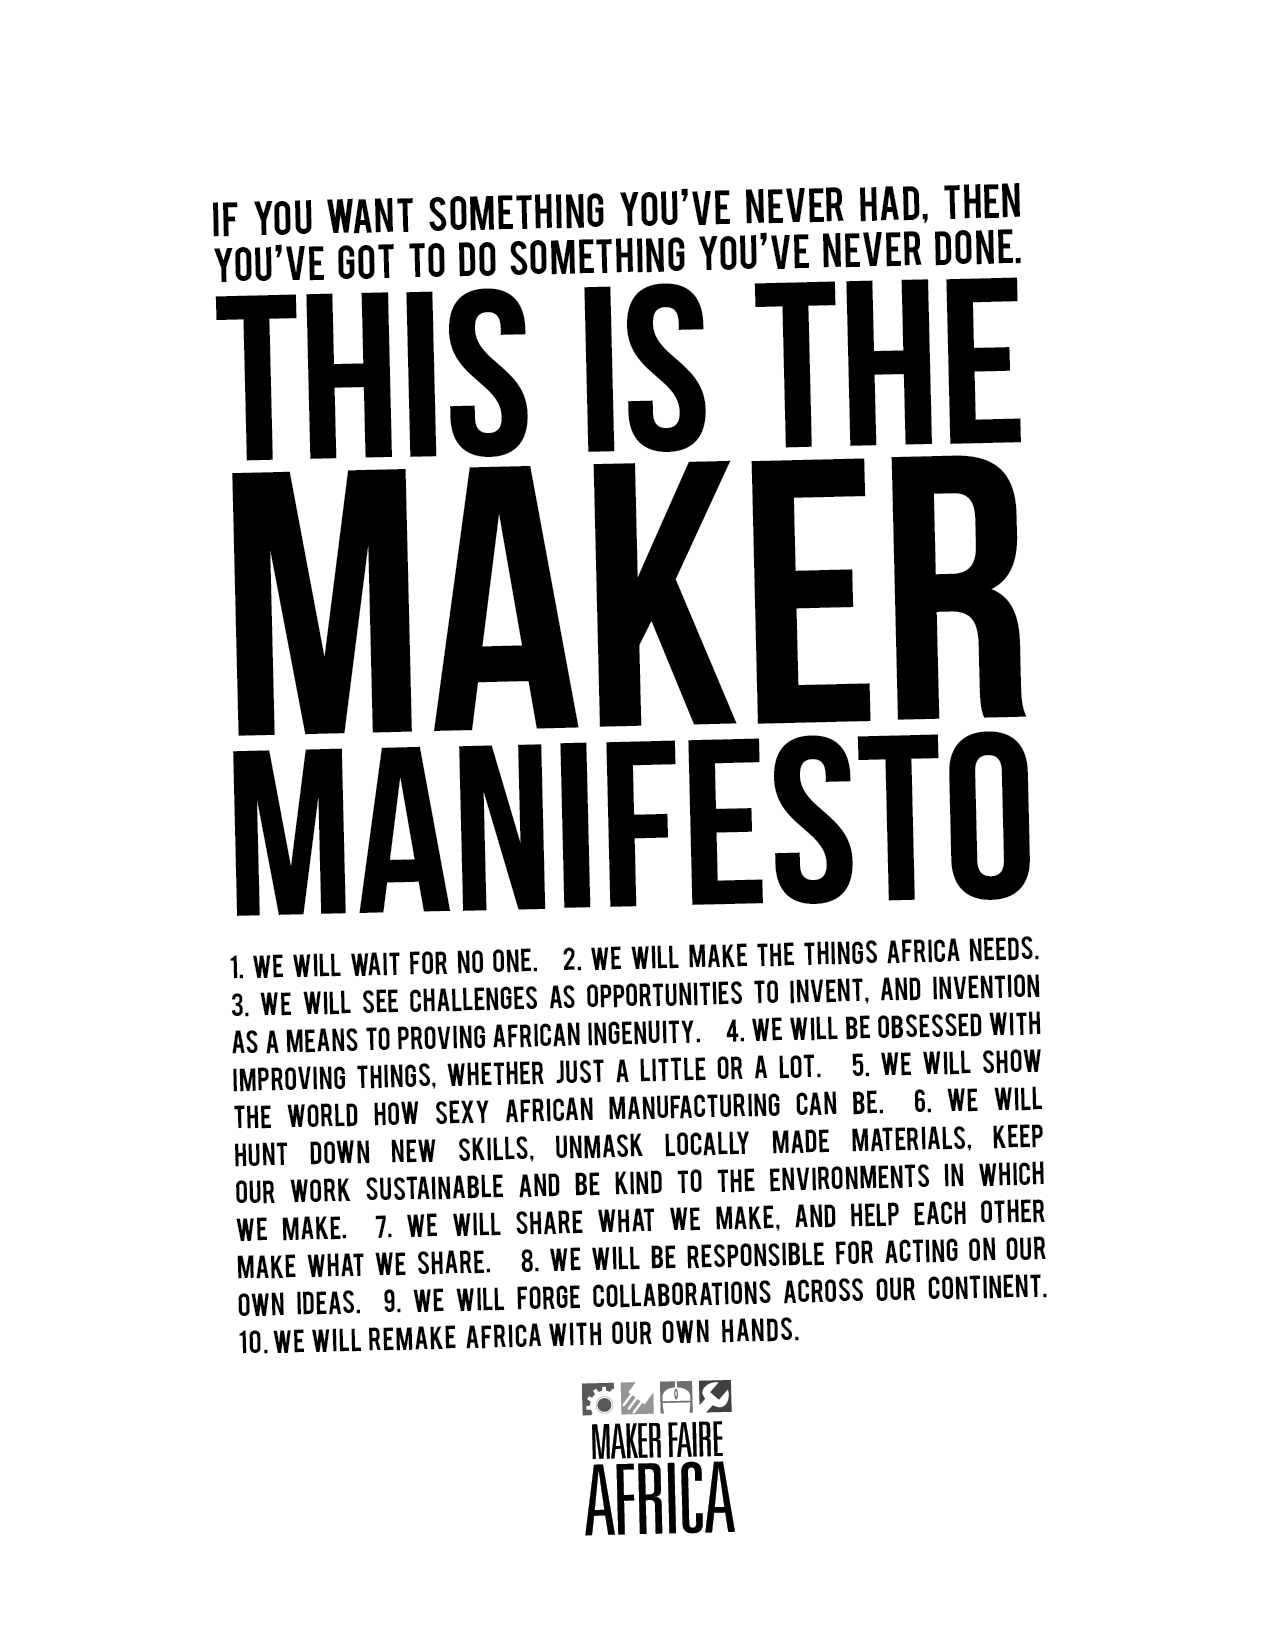 IF YOU WANT SOMETHING YOU'VE NEVER HAD, THEN
YOU'VE GOT TO DO SOMETHING YOU'VE NEVER DONE.
THIS IS THE
MAKER
MANIFESTO
1. WE WILL WAIT FOR NO ONE. 2. WE WILL MAKE THE THINGS AFRICA NEEDS.
3. WE WILL SEE CHALLENGES AS OPPORTUNITIES TO INVENT, AND INVENTION
AS A MEANS TO PROVING AFRICAN INGENUITY. 4. WE WILL BE OBSESSED WITH
IMPROVING THINGS, WHETHER JUST A LITTLE OR A LOT. 5. WE WILL SHOW
THE WORLD HOW SEXY AFRICAN MANUFACTURING CAN BE. 6. WE WILL
HUNT DOWN NEW SKILLS, UNMASK LOCALLY MADE MATERIALS, KEEP
OUR WORK SUSTAINABLE AND BE KIND TO THE ENVIRONMENTS IN WHICH
WE MAKE. 7. WE WILL SHARE WHAT WE MAKE, AND HELP EACH OTHER
MAKE WHAT WE SHARE. 8. WE WILL BE RESPONSIBLE FOR ACTING ON OUR
OWN IDEAS. 9. WE WILL FORGE COLLABORATIONS ACROSS OUR CONTINENT.
10. WE WILL REMAKE AFRICA WITH OUR OWN HANDS.
MAKER FAIRE
AFRICA